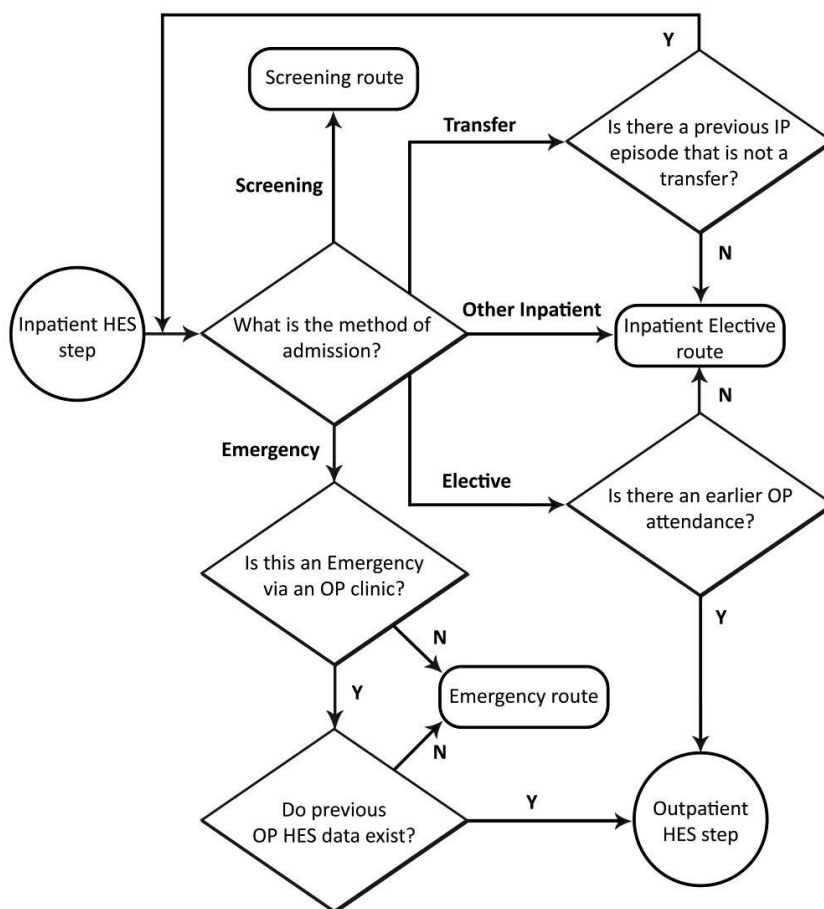 Y
Screening route
Is there a previous IP
episode that is not a
transfer?
Transfer
Screening
N
Inpatient HES
step
What is the method of
admission?
Other Inpatient
Inpatient Elective
route
N
Emergency
Elective
Is there an earlier OP
attendance?
Is this an Emergency
via an OP clinic?
Y
N
Y
Emergency route
N
Do previous
OP HES data exist?
Y
Outpatient
HES step